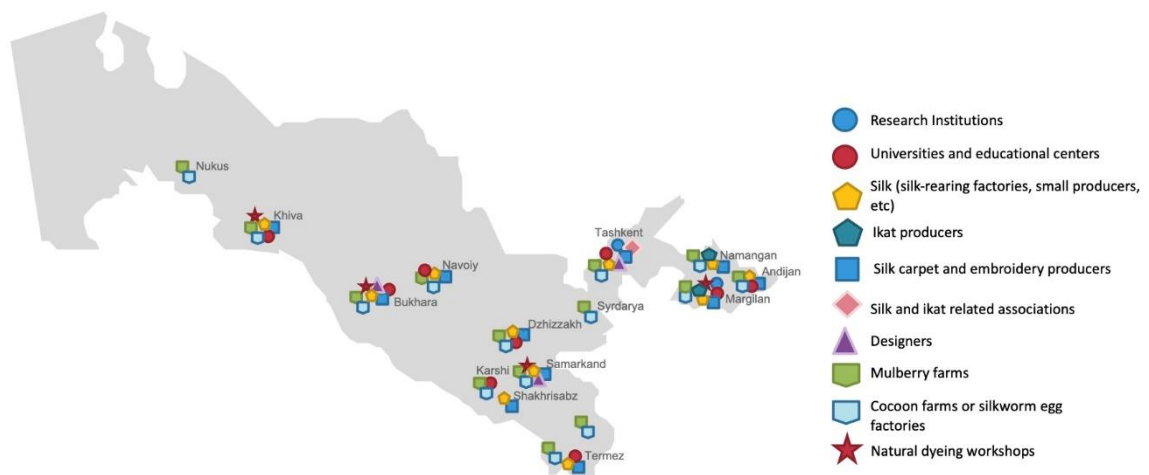 Nukus
Khiva
Tashkent
Namangan
Navoiy
Andijan
Bukhara
Syrdarya
Margilan
Dzhizzakh
Samarkand
Karshi
Shakhrisabz
Termez
Research Institutions
Universities and educational centers
Silk (silk-rearing factories, small producers,
etc)
Ikat producers
Silk carpet and embroidery producers
Silk and ikat related associations
Designers
Mulberry farms
Cocoon farms or silkworm egg
factories
Natural dyeing workshops